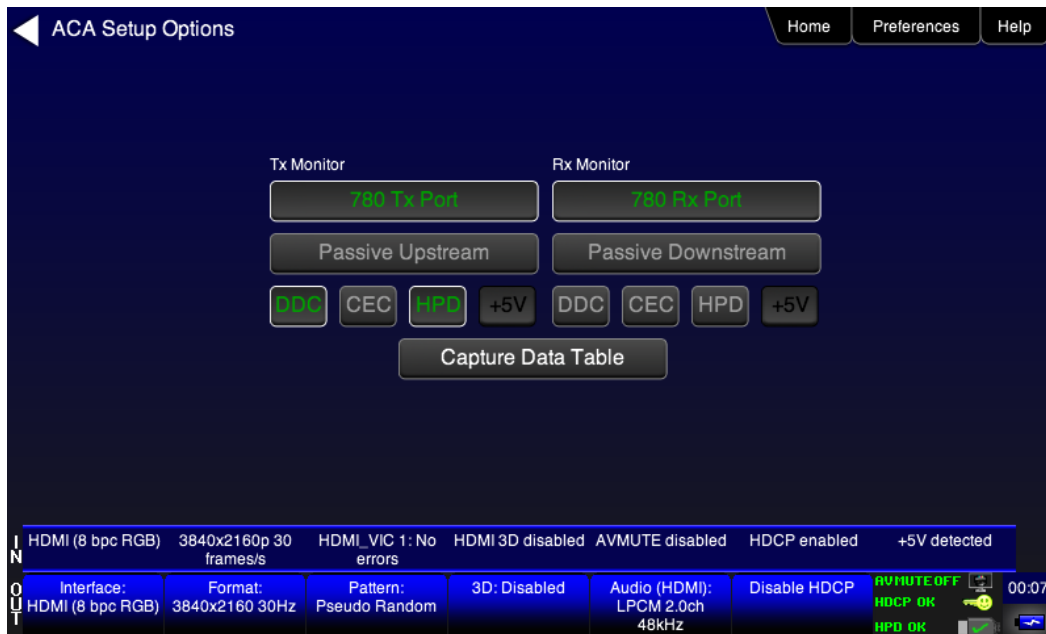 ACA Setup Options
Home
Preferences
Help
Tx Monitor
Rx Monitor
780 Tx Port
780 Rx Port
Passive Upstream
Passive Downstream
DDC CEC HPD +5V DDC CEC HPD +5V
Capture Data Table
IN
HDMI (8 bpc RGB)
3840x2160p 30
frames/s
HDMI_VIC 1: No
errors
HDMI 3D disabled
AVMUTE disabled
HDCP enabled
+5V detected
OUT
Interface:
HDMI (8 bpc RGB)
Format:
3840x2160 30Hz
Pattern:
Pseudo Random
3D: Disabled
Audio (HDMI):
LPCM 2.0ch
48kHz
Disable HDCP
AVMUTE OFF
HDCP OK
HPD OK
00:07